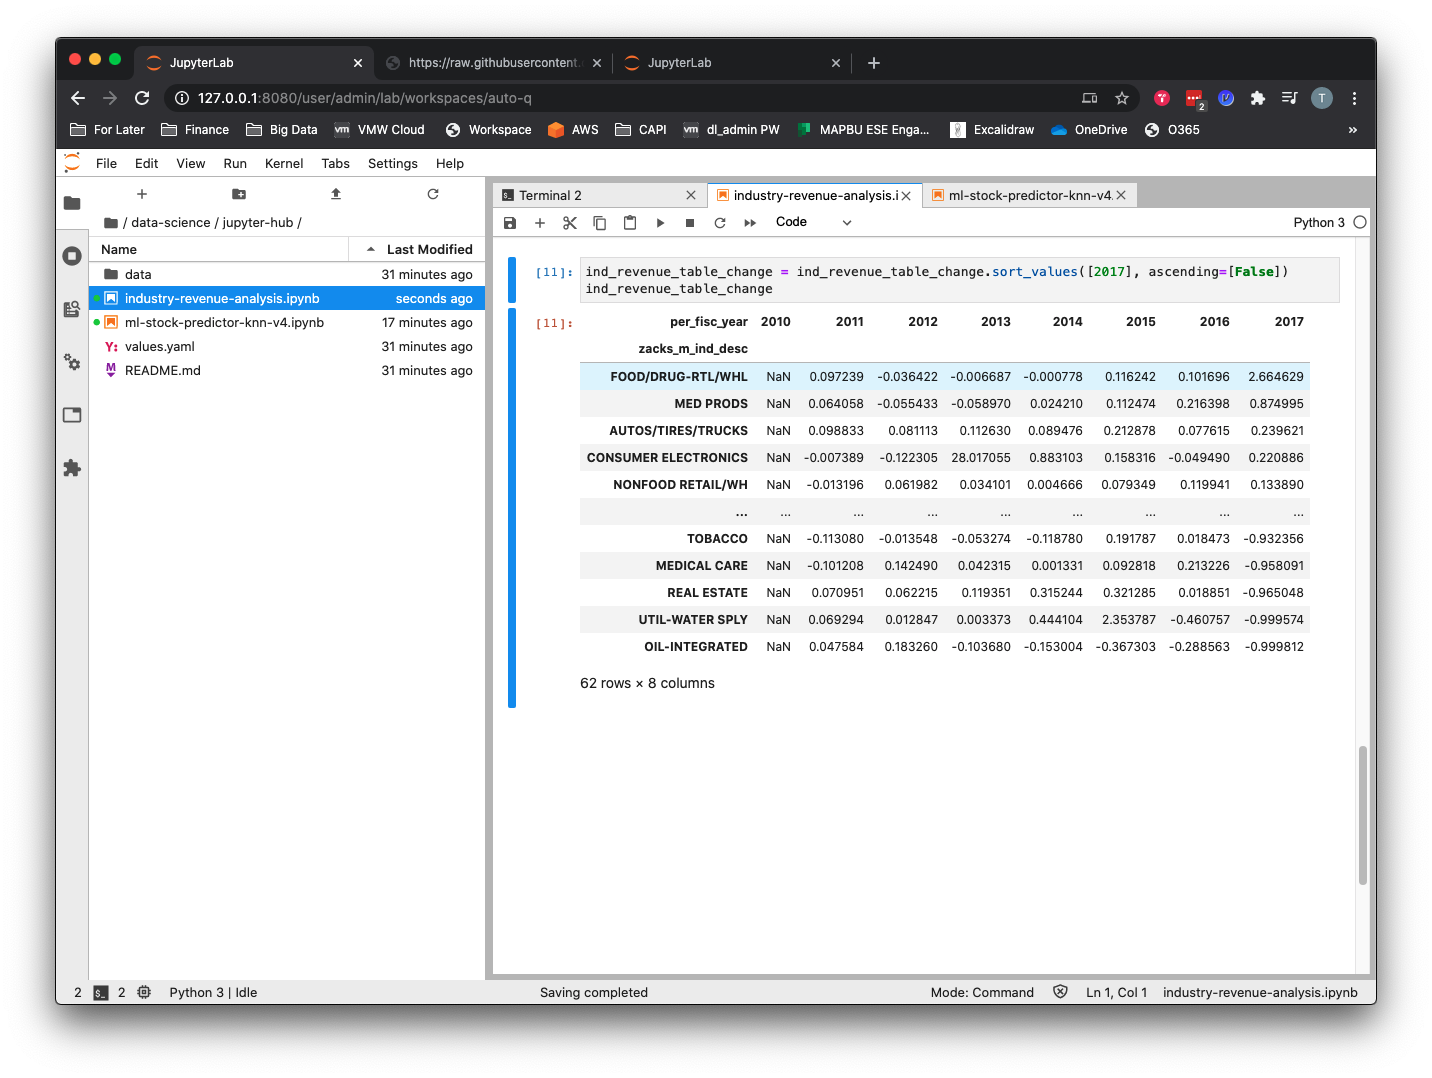 JupyterLab
https://raw.githubusercontent.
JupyterLab
127.0.0.1:8080/user/admin/lab/workspaces/auto-q
2
T
For Later Finance Big Data vm VMW Cloud Workspace AWS CAPI vm dl_admin PW MAPBU ESE Enga... Excalidraw OneDrive O365 »
File Edit View Run Kernel Tabs Settings Help
/ data-science / jupyter-hub /
Name Last Modified
data 31 minutes ago
industry-revenue-analysis.ipynb seconds ago
ml-stock-predictor-knn-v4.ipynb 17 minutes ago
Y: values.yaml 31 minutes ago
M README.md 31 minutes ago
Terminal 2 industry-revenue-analysis.i ml-stock-predictor-knn-v4.
Code Python 3
[11]: ind_revenue_table_change = ind_revenue_table_change.sort_values([2017], ascending=[False])
ind_revenue_table_change
[11]: per_fisc_year 2010 2011 2012 2013 2014 2015 2016 2017
zacks_m_ind_desc
FOOD/DRUG-RTL/WHL NaN 0.097239 -0.036422 -0.006687 -0.000778 0.116242 0.101696 2.664629
MED PRODS NaN 0.064058 -0.055433 -0.058970 0.024210 0.112474 0.216398 0.874995
AUTOS/TIRES/TRUCKS NaN 0.098833 0.081113 0.112630 0.089476 0.212878 0.077615 0.239621
CONSUMER ELECTRONICS NaN -0.007389 -0.122305 28.017055 0.883103 0.158316 -0.049490 0.220886
NONFOOD RETAIL/WH NaN -0.013196 0.061982 0.034101 0.004666 0.079349 0.119941 0.133890
... ... ... ... ... ... ... ... ...
TOBACCO NaN -0.113080 -0.013548 -0.053274 -0.118780 0.191787 0.018473 -0.932356
MEDICAL CARE NaN -0.101208 0.142490 0.042315 0.001331 0.092818 0.213226 -0.958091
REAL ESTATE NaN 0.070951 0.062215 0.119351 0.315244 0.321285 0.018851 -0.965048
UTIL-WATER SPLY NaN 0.069294 0.012847 0.003373 0.444104 2.353787 -0.460757 -0.999574
OIL-INTEGRATED NaN 0.047584 0.183260 -0.103680 -0.153004 -0.367303 -0.288563 -0.999812
62 rows × 8 columns
2 $_ 2 Python 3 | Idle Saving completed Mode: Command Ln 1, Col 1 industry-revenue-analysis.ipynb